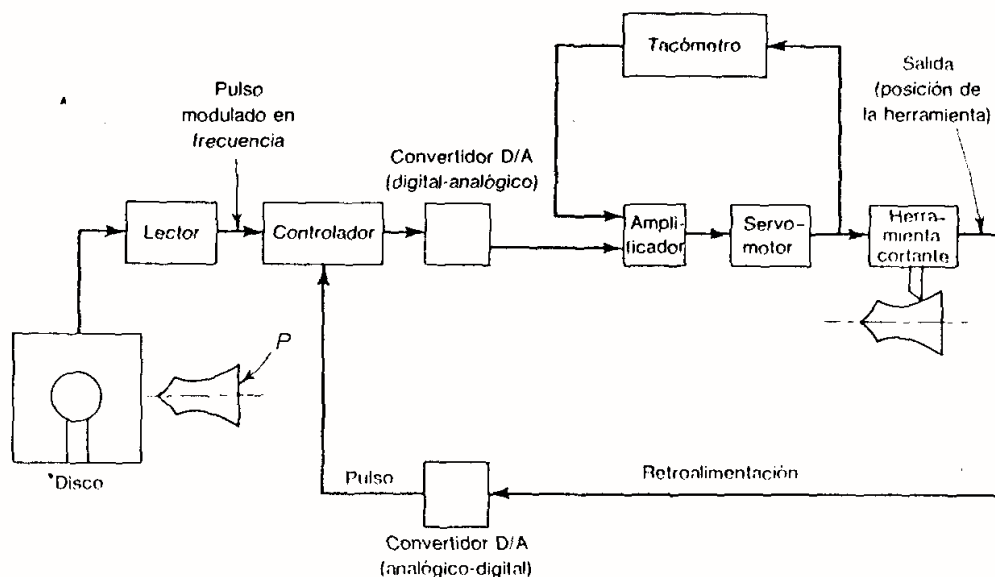 Tacómetro
Salida
(posición de
la herramienta)
Pulso
modulado en
frecuencia
Convertidor D/A
(digital-analógico)
Lector
Controlador
Ampli-
ficador
Servo-
motor
Herra-
mienta
cortante
P
Disco
Pulso
Retroalimentación
Convertidor D/A
(analógico-digital)